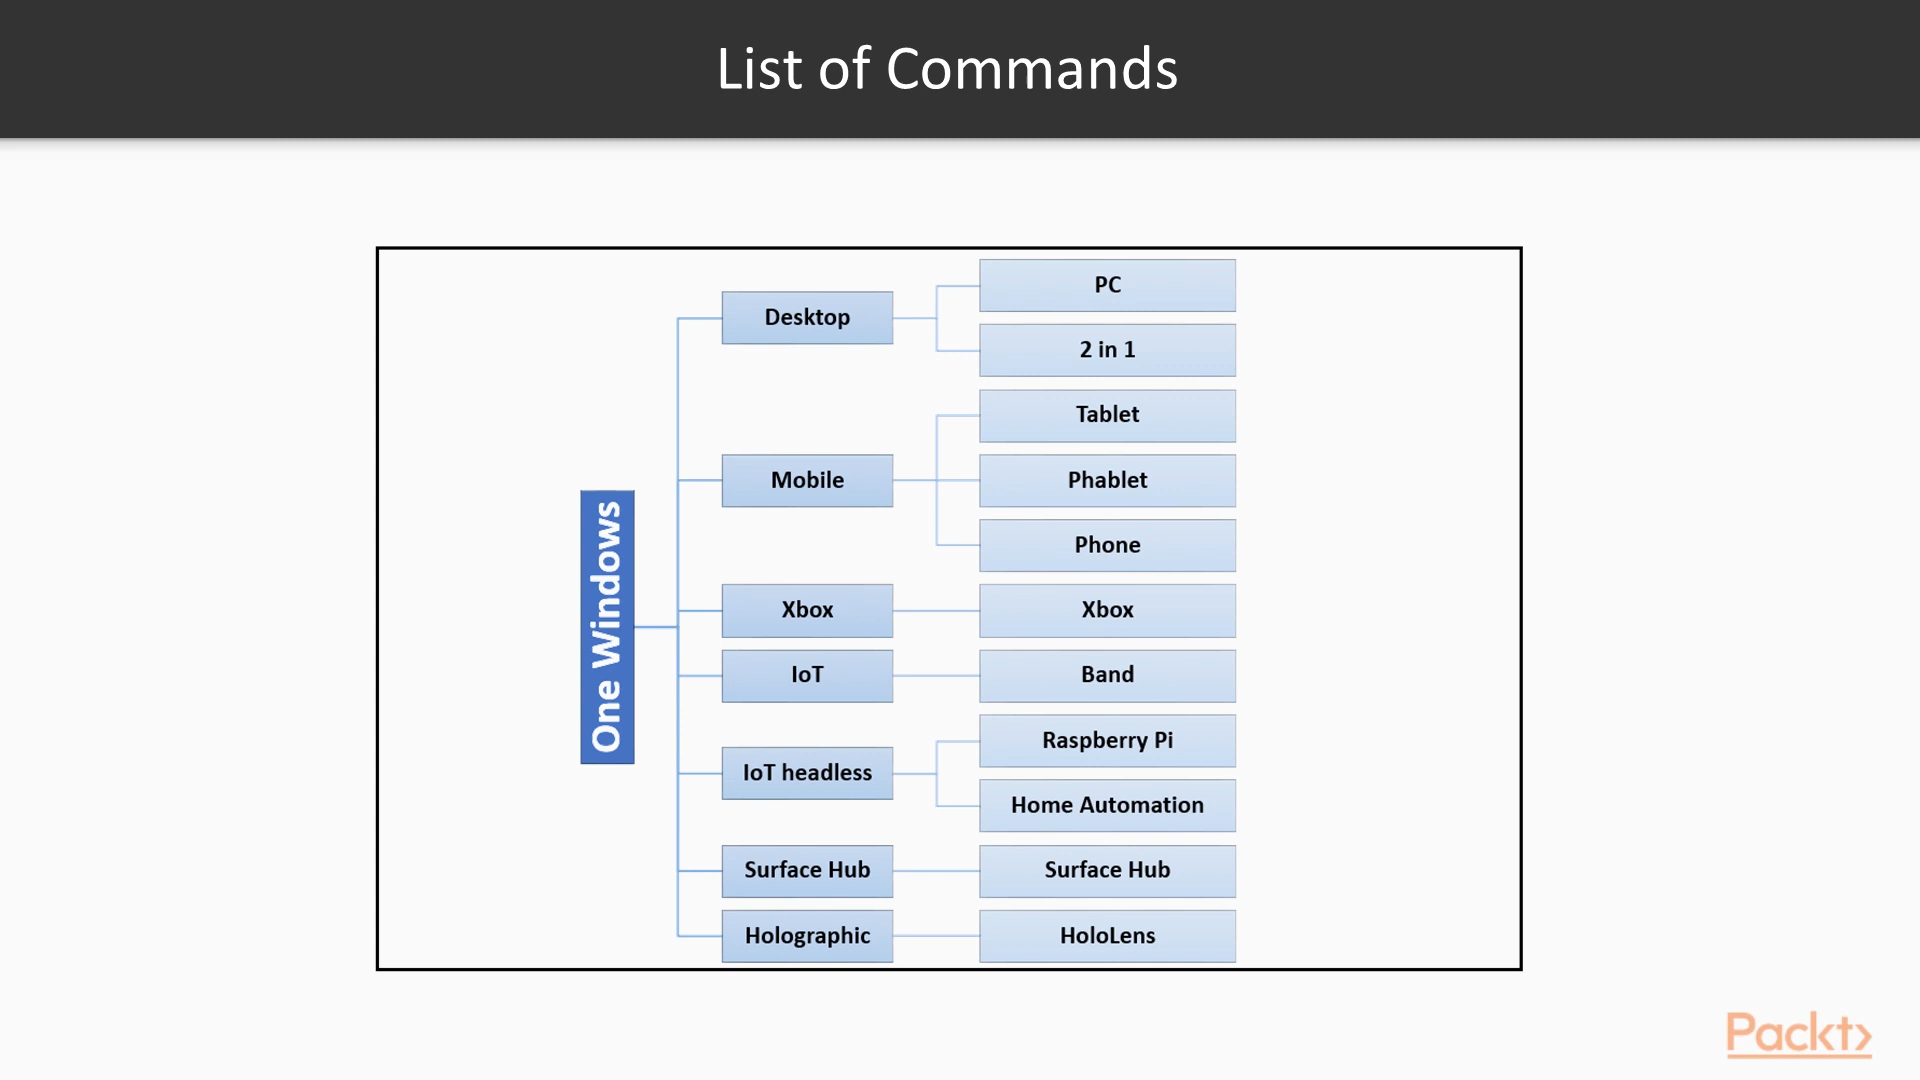 List of Commands
One Windows
Desktop
PC
2 in 1
Mobile
Tablet
Phablet
Phone
Xbox
Xbox
IoT
Band
IoT headless
Raspberry Pi
Home Automation
Surface Hub
Surface Hub
Holographic
HoloLens
Packt>